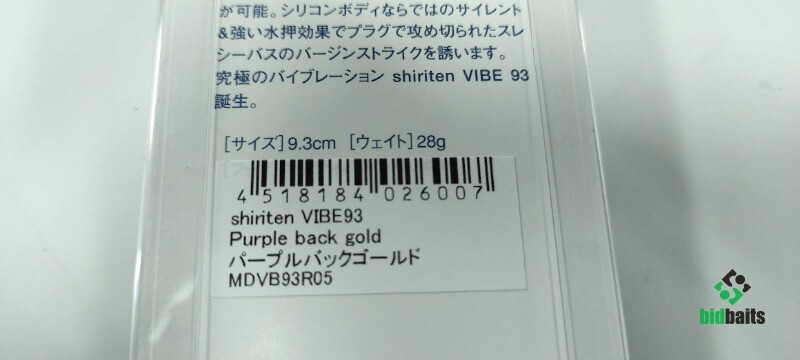 が可能。シリコンボディならではのサイレント
&強い水押効果でプラグで攻め切られたスレ
シーバスのバージンストライクを誘います。
究極のバイブレーション shiriten VIBE 93
誕生。
[サイズ]9.3cm [ウェイト]28g
4 518184 026007
shiriten VIBE93
Purple back gold
パープルバックゴールド
MDVB93R05
bidbaits